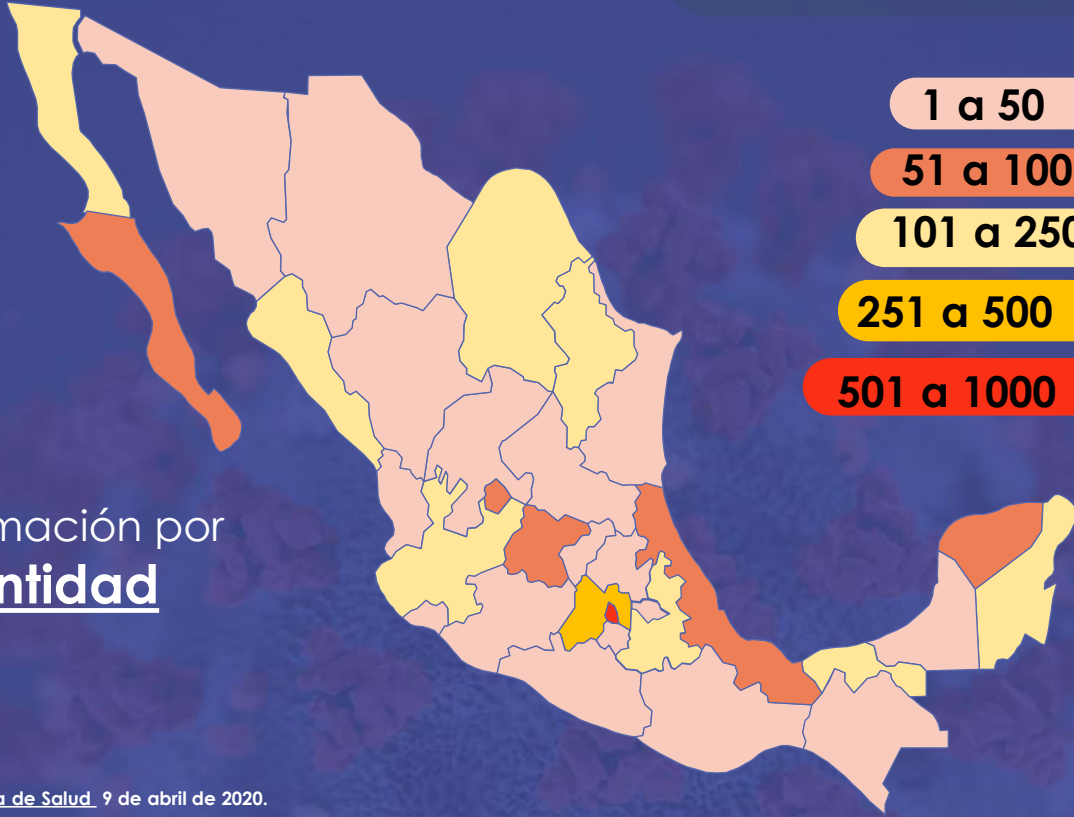 1 a 50
51 a 100
101 a 250
251 a 500
501 a 1000
mación por
ntidad
a de Salud 9 de abril de 2020.